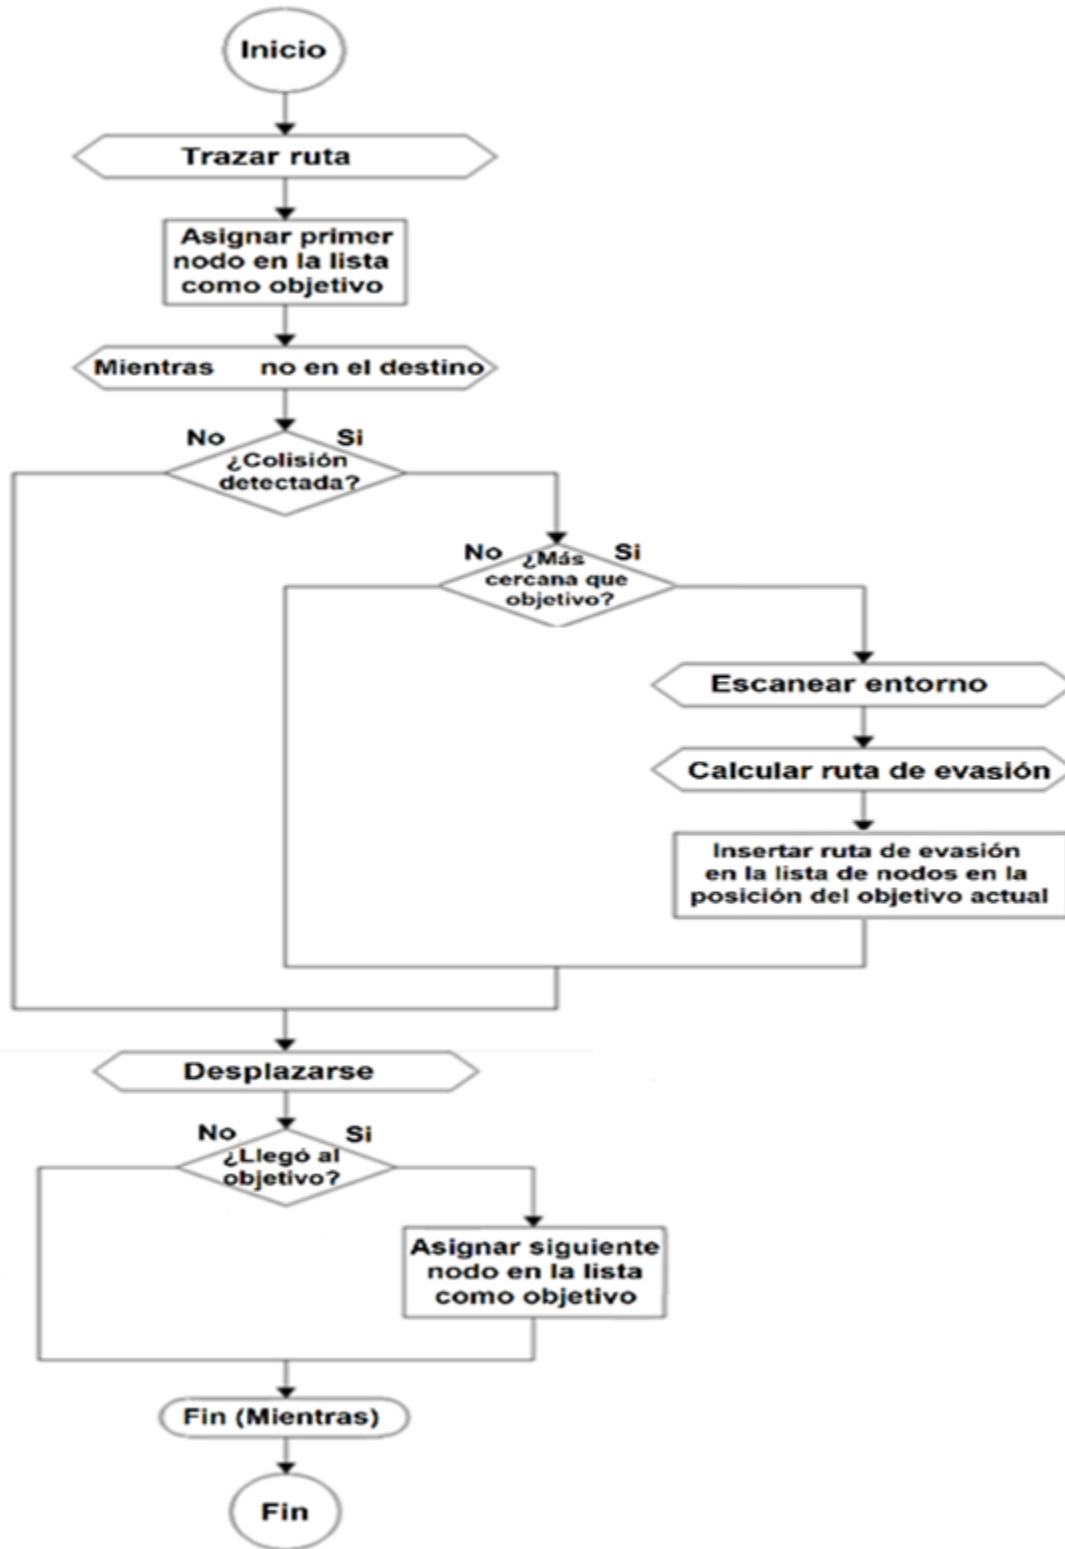 Inicio
Trazar ruta
Asignar primer
nodo en la lista
como objetivo
Mientras no en el destino
No Si
¿Colisión
detectada?
No Si
¿Más
cercana que
objetivo?
Escanear entorno
Calcular ruta de evasión
Insertar ruta de evasión
en la lista de nodos en la
posición del objetivo actual
Desplazarse
No Si
¿Llegó al
objetivo?
Asignar siguiente
nodo en la lista
como objetivo
Fin (Mientras)
Fin